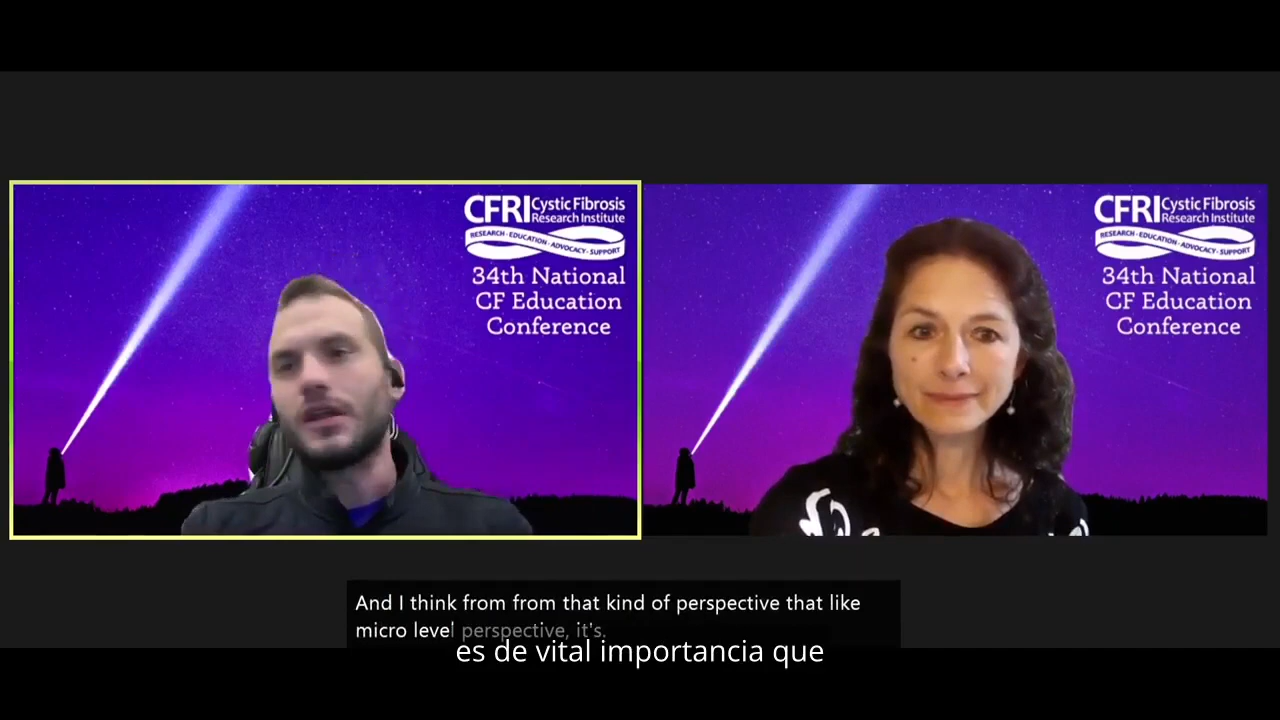 CFRI Cystic Fibrosis
Research Institute
RESEARCH · EDUCATION · ADVOCACY · SUPPORT
34th National
CF Education
Conference
CFRI Cystic Fibrosis
Research Institute
RESEARCH · EDUCATION · ADVOCACY · SUPPORT
34th National
CF Education
Conference
And I think from from that kind of perspective that like
micro level perspective, it's.
es de vital importancia que